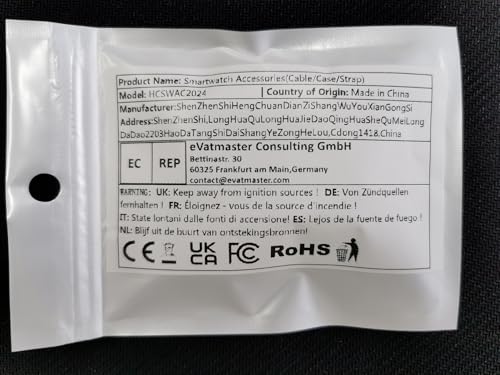 Product Name: Smartwatch Accessories(Cable/Case/Strap)
Model: HCSWAC2024 Country of Origin: Made in China
Manufacturer:ShenZhenShiHengChuanDianZiShangWuYouXianGongSi
Address:ShenZhenShi,LongHuaQuLongHuaJieDaoQingHuaSheQuMeiLong
DaDao2203HaoDaTangShiDaiShangYeZongHeLou,Cdong1418,China
EC REP
eVatmaster Consulting GmbH
Bettinastr. 30
60325 Frankfurt am Main,Germany
contact@evatmaster.com
WARNING: UK: Keep away from ignition sources ! DE: Von Zündquellen
fernhalten ! FR: Éloignez - vous de la source d'incendie !
IT: State lontani dalle fonti di accensione! ES: Lejos de la fuente de fuego !
NL: Blijf uit de buurt van ontstekingsbronnen!
CE UK CA FC RoHS